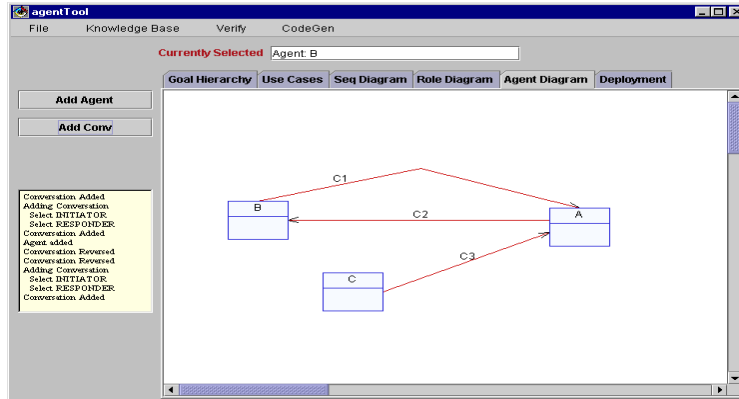 agentTool
File Knowledge Base Verify CodeGen
Currently Selected Agent: B
Goal Hierarchy Use Cases Seq Diagram Role Diagram Agent Diagram Deployment
Add Agent
Add Conv
Conversation Added
Adding Conversation
Select INITIATOR
Select RESPONDER
Conversation Added
Agent added
Conversation Reversed
Conversation Reversed
Adding Conversation
Select INITIATOR
Select RESPONDER
Conversation Added
C1
B
C2
A
C3
C